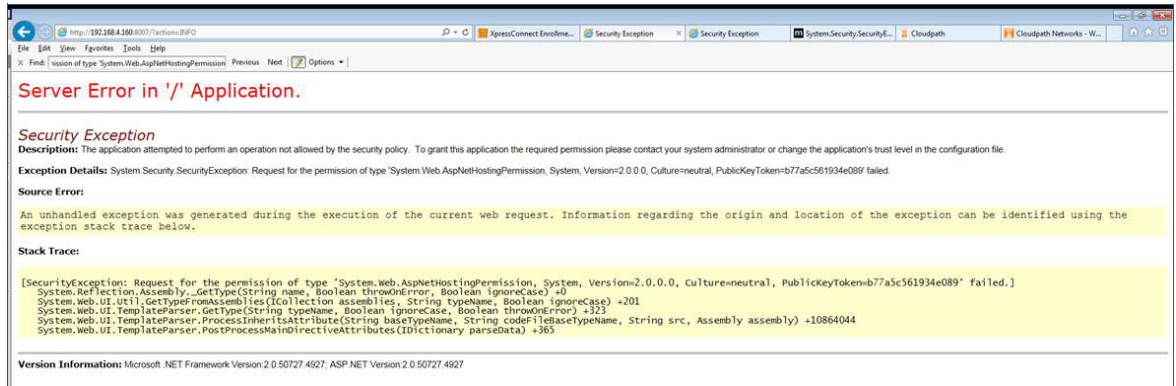 http://192.168.4.160:8007/?action=INFO
XpressConnect Enrollme...
Security Exception
Security Exception
System.Security.SecurityE...
Cloudpath
Cloudpath Networks - W...
File Edit View Favorites Tools Help
Find: ission of type 'System.Web.AspNetHostingPermission Previous Next Options
Server Error in '/' Application.
Security Exception
Description: The application attempted to perform an operation not allowed by the security policy. To grant this application the required permission please contact your system administrator or change the application's trust level in the configuration file.
Exception Details: System.Security.SecurityException: Request for the permission of type 'System.Web.AspNetHostingPermission, System, Version=2.0.0.0, Culture=neutral, PublicKeyToken=b77a5c561934e089' failed.
Source Error:
An unhandled exception was generated during the execution of the current web request. Information regarding the origin and location of the exception can be identified using the
exception stack trace below.
Stack Trace:
[SecurityException: Request for the permission of type 'System.Web.AspNetHostingPermission, System, Version=2.0.0.0, Culture=neutral, PublicKeyToken=b77a5c561934e089' failed.]
System.Reflection.Assembly._GetType(String name, Boolean throwOnError, Boolean ignoreCase) +0
System.Web.UI.Util.GetTypeFromAssemblies(ICollection assemblies, String typeName, Boolean ignoreCase) +201
System.Web.UI.TemplateParser.GetType(String typeName, Boolean ignoreCase, Boolean throwOnError) +323
System.Web.UI.TemplateParser.ProcessInheritsAttribute(String baseTypeName, String codeFileBaseTypeName, String src, Assembly assembly) +10864044
System.Web.UI.TemplateParser.PostProcessMainDirectiveAttributes(IDictionary parseData) +365
Version Information: Microsoft .NET Framework Version:2.0.50727.4927; ASP.NET Version:2.0.50727.4927